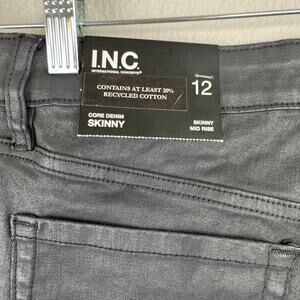 I.N.C.
INTERNATIONAL CONCEPTS®
12
CONTAINS AT LEAST 20%
RECYCLED COTTON
CORE DENIM
SKINNY
SKINNY
MID RISE